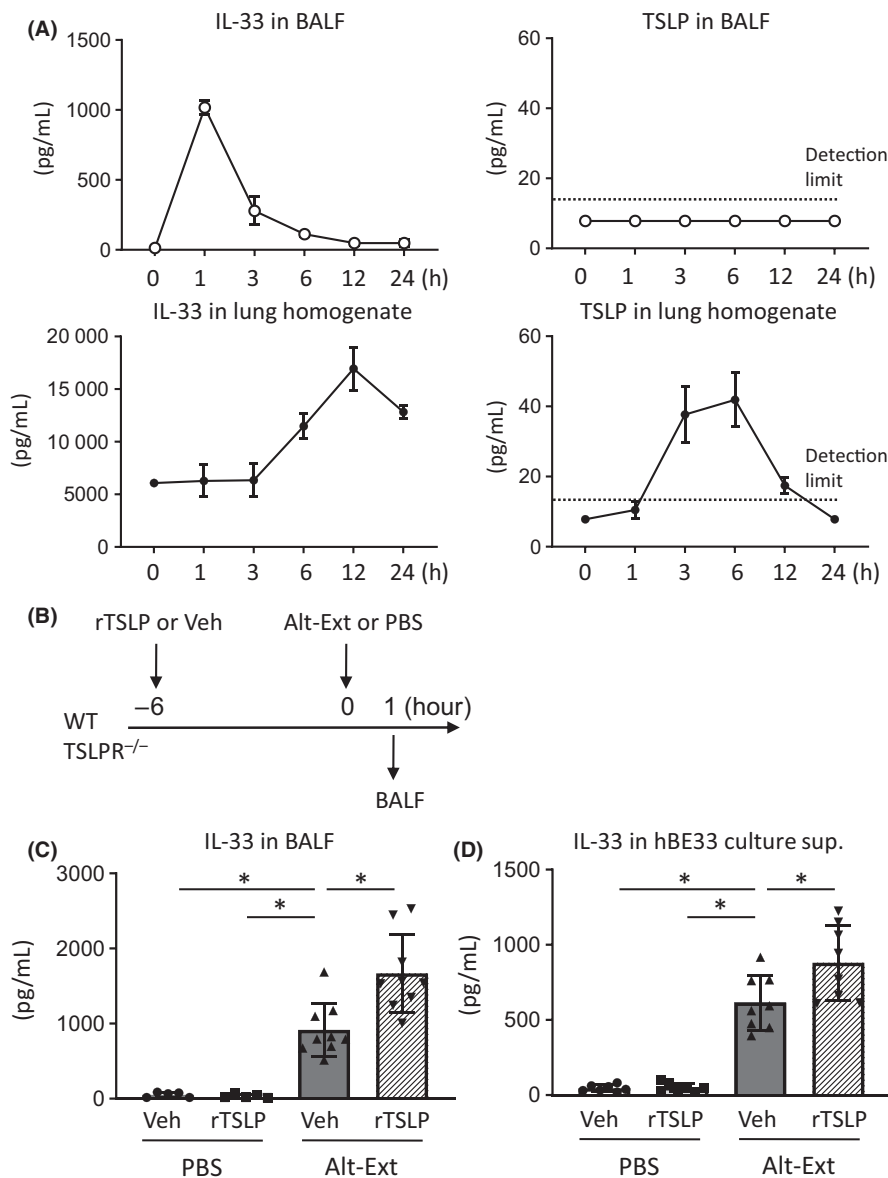 (A)
IL-33 in BALF
1500
1000
500
0
(pg/mL)
0 1 3 6 12 24 (h)
TSLP in BALF
60
40
20
0
(pg/mL)
Detection
limit
0 1 3 6 12 24 (h)
IL-33 in lung homogenate
20 000
15 000
10 000
5000
0
(pg/mL)
0 1 3 6 12 24 (h)
TSLP in lung homogenate
60
40
20
0
(pg/mL)
Detection
limit
0 1 3 6 12 24 (h)
(B)
rTSLP or Veh Alt-Ext or PBS
–6 0 1 (hour)
WT
TSLPR–/–
BALF
(C)
IL-33 in BALF
3000
2000
1000
0
(pg/mL)
* *
*
Veh rTSLP Veh rTSLP
PBS Alt-Ext
(D)
IL-33 in hBE33 culture sup.
1500
1000
500
0
(pg/mL)
* *
*
Veh rTSLP Veh rTSLP
PBS Alt-Ext